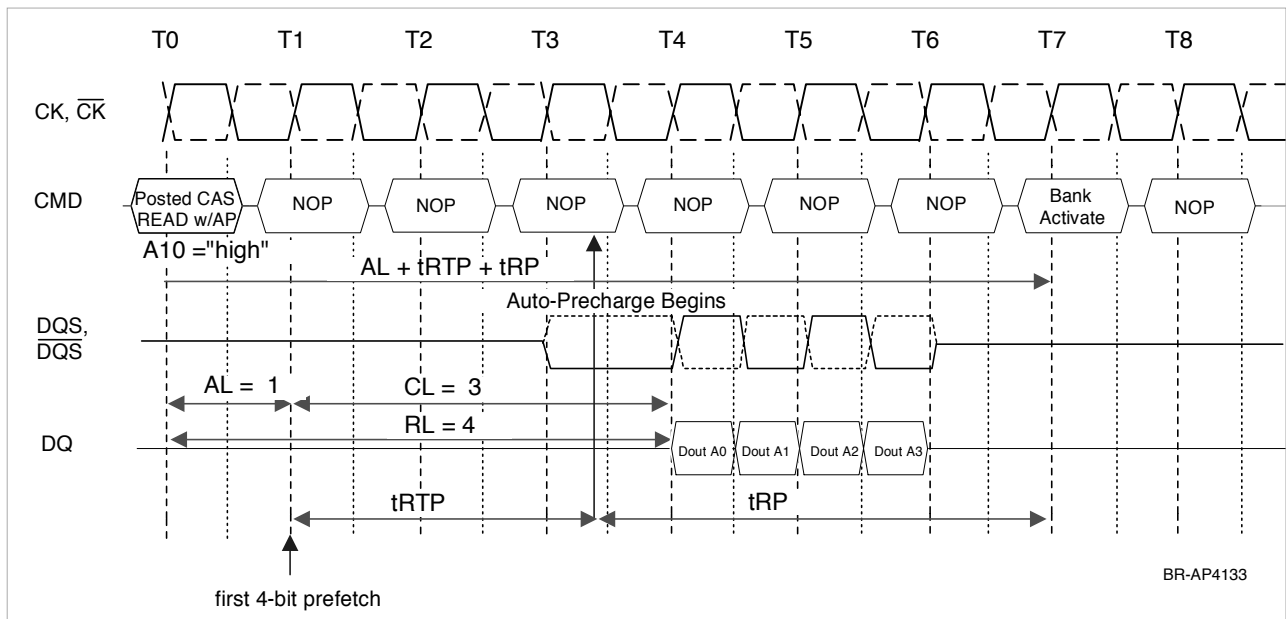 T0 T1 T2 T3 T4 T5 T6 T7 T8
CK, CK
CMD
Posted CAS
READ w/AP
NOP NOP NOP NOP NOP NOP Bank
Activate NOP
A10 ="high"
AL + tRTP + tRP
Auto-Precharge Begins
DQS,
DQS
AL = 1 CL = 3
RL = 4
DQ
Dout A0 Dout A1 Dout A2 Dout A3
tRTP tRP
first 4-bit prefetch
BR-AP4133